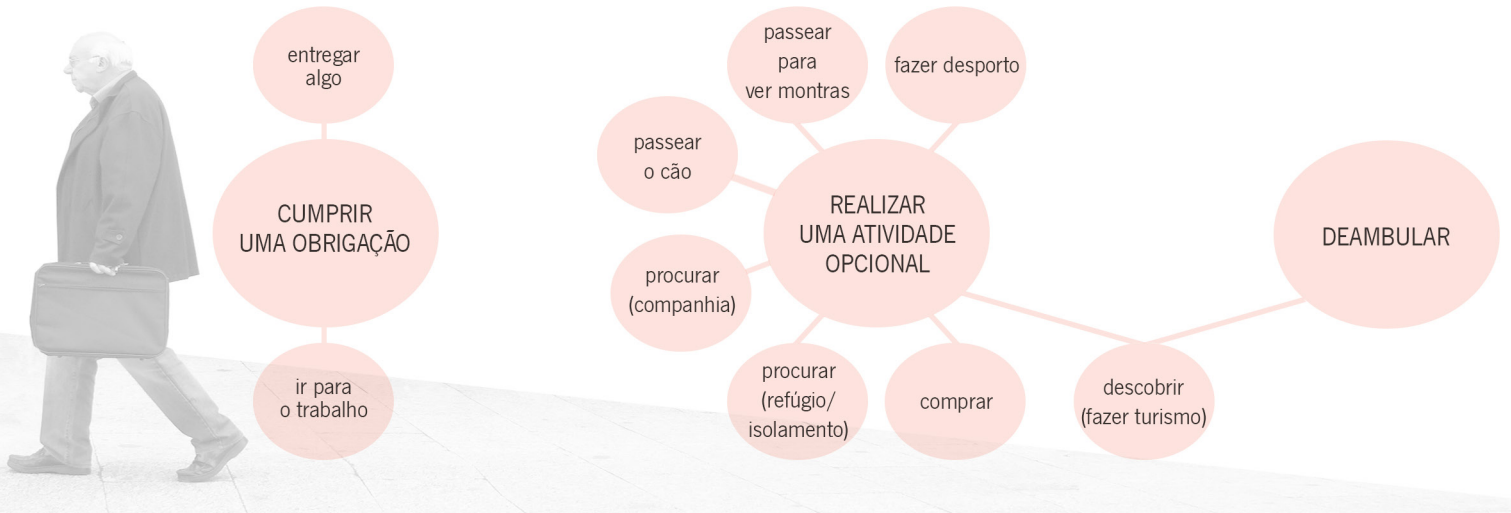 entregar
algo
CUMPRIR
UMA OBRIGAÇÃO
ir para
o trabalho
passear
para
ver montras
fazer desporto
passear
o cão
REALIZAR
UMA ATIVIDADE
OPCIONAL
procurar
(companhia)
procurar
(refúgio/
isolamento)
comprar
descobrir
(fazer turismo)
DEAMBULAR